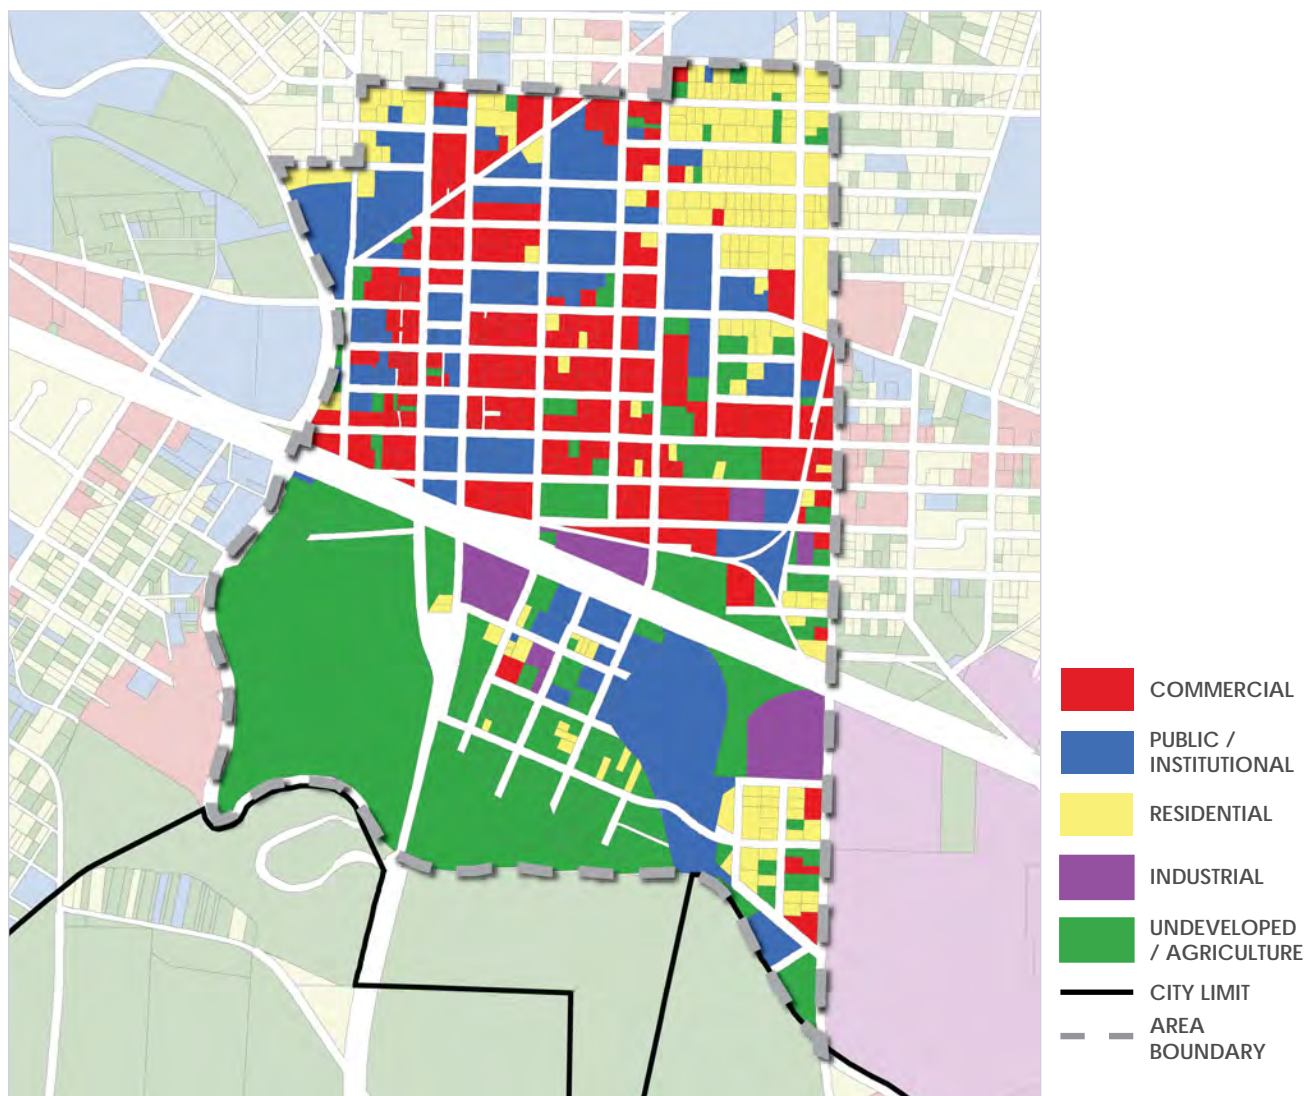 COMMERCIAL
PUBLIC /
INSTITUTIONAL
RESIDENTIAL
INDUSTRIAL
UNDEVELOPED
/ AGRICULTURE
CITY LIMIT
AREA
BOUNDARY